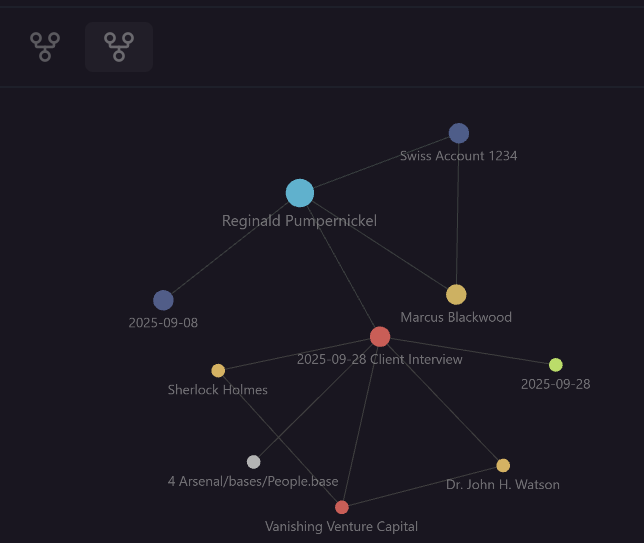 Swiss Account 1234
Reginald Pumpernickel
Marcus Blackwood
2025-09-08
2025-09-28 Client Interview
2025-09-28
Sherlock Holmes
4 Arsenal/bases/People.base
Dr. John H. Watson
Vanishing Venture Capital